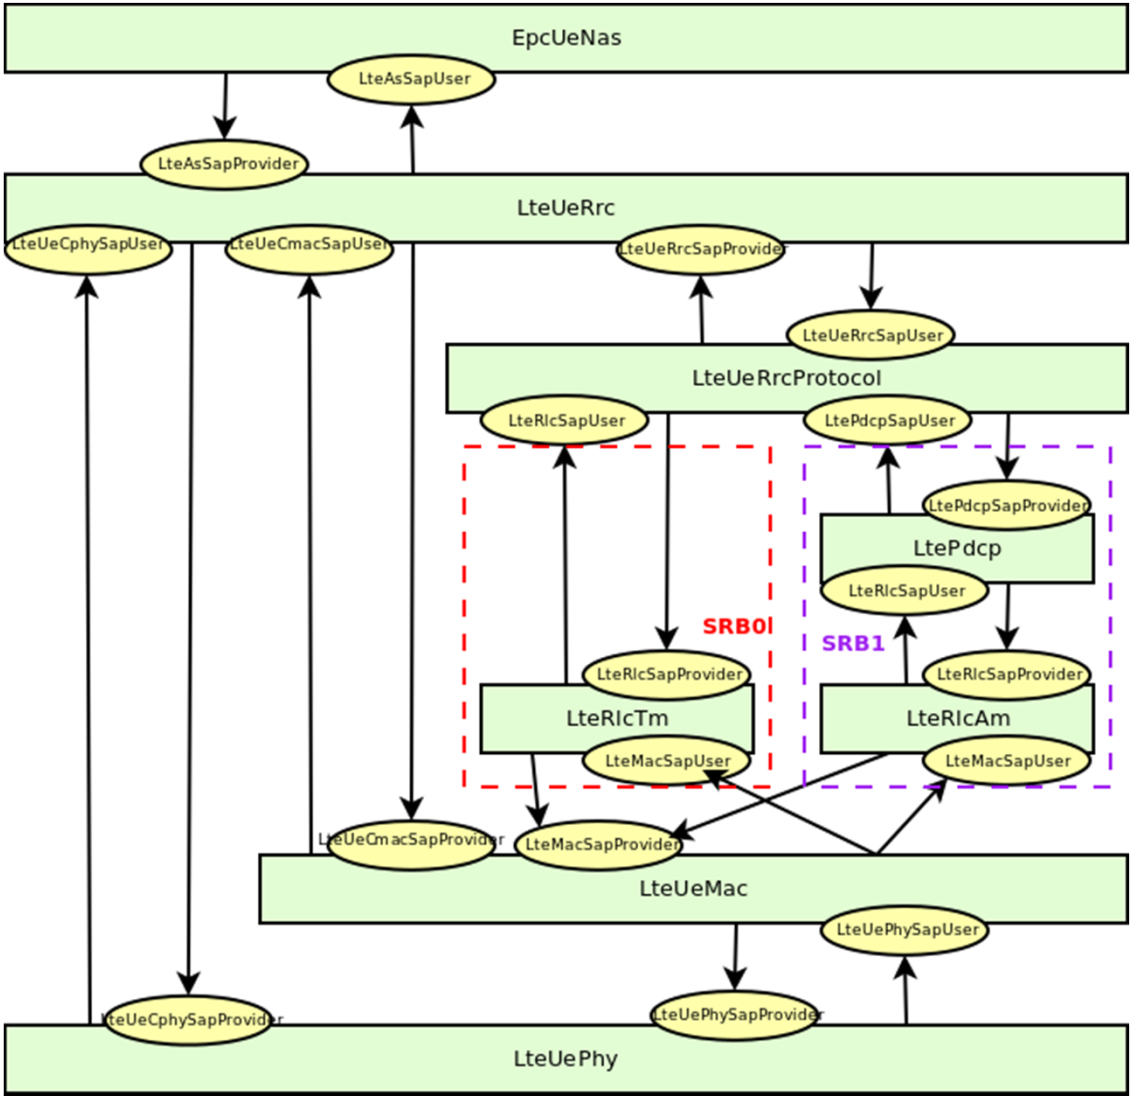 EpcUeNas
LteAsSapUser
LteAsSapProvider
LteUeRrc
LteUeCphySapUser
LteUeCmacSapUser
LteUeRrcSapProvider
LteUeRrcSapUser
LteUeRrcProtocol
LteRlcSapUser
LtePdcpSapUser
LtePdcpSapProvider
LtePdcp
LteRlcSapUser
SRB0
SRB1
LteRlcSapProvider
LteRlcSapProvider
LteRlcTm
LteRlcAm
LteMacSapUser
LteMacSapUser
LteUeCmacSapProvider
LteMacSapProvider
LteUeMac
LteUePhySapUser
LteUeCphySapProvider
LteUePhySapProvider
LteUePhy